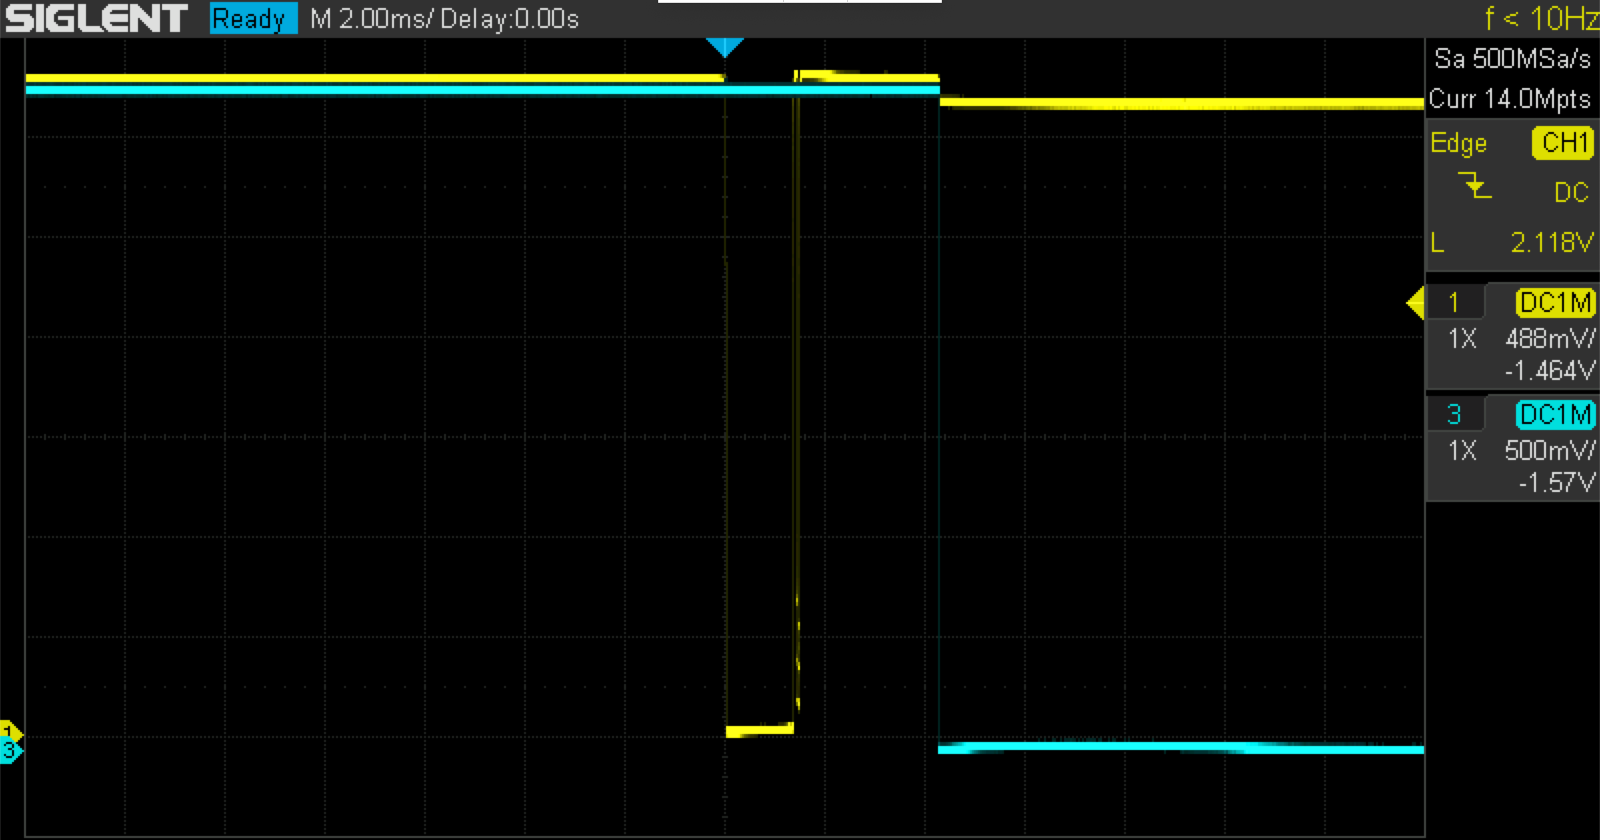 SIGLENT Ready M 2.00ms/ Delay:0.00s f < 10Hz
Sa 500MSa/s
Curr 14.0Mpts
Edge CH1
DC
L 2.118V
1 DC1M
1X 488mV/
-1.464V
3 DC1M
1X 500mV/
-1.57V
1
3